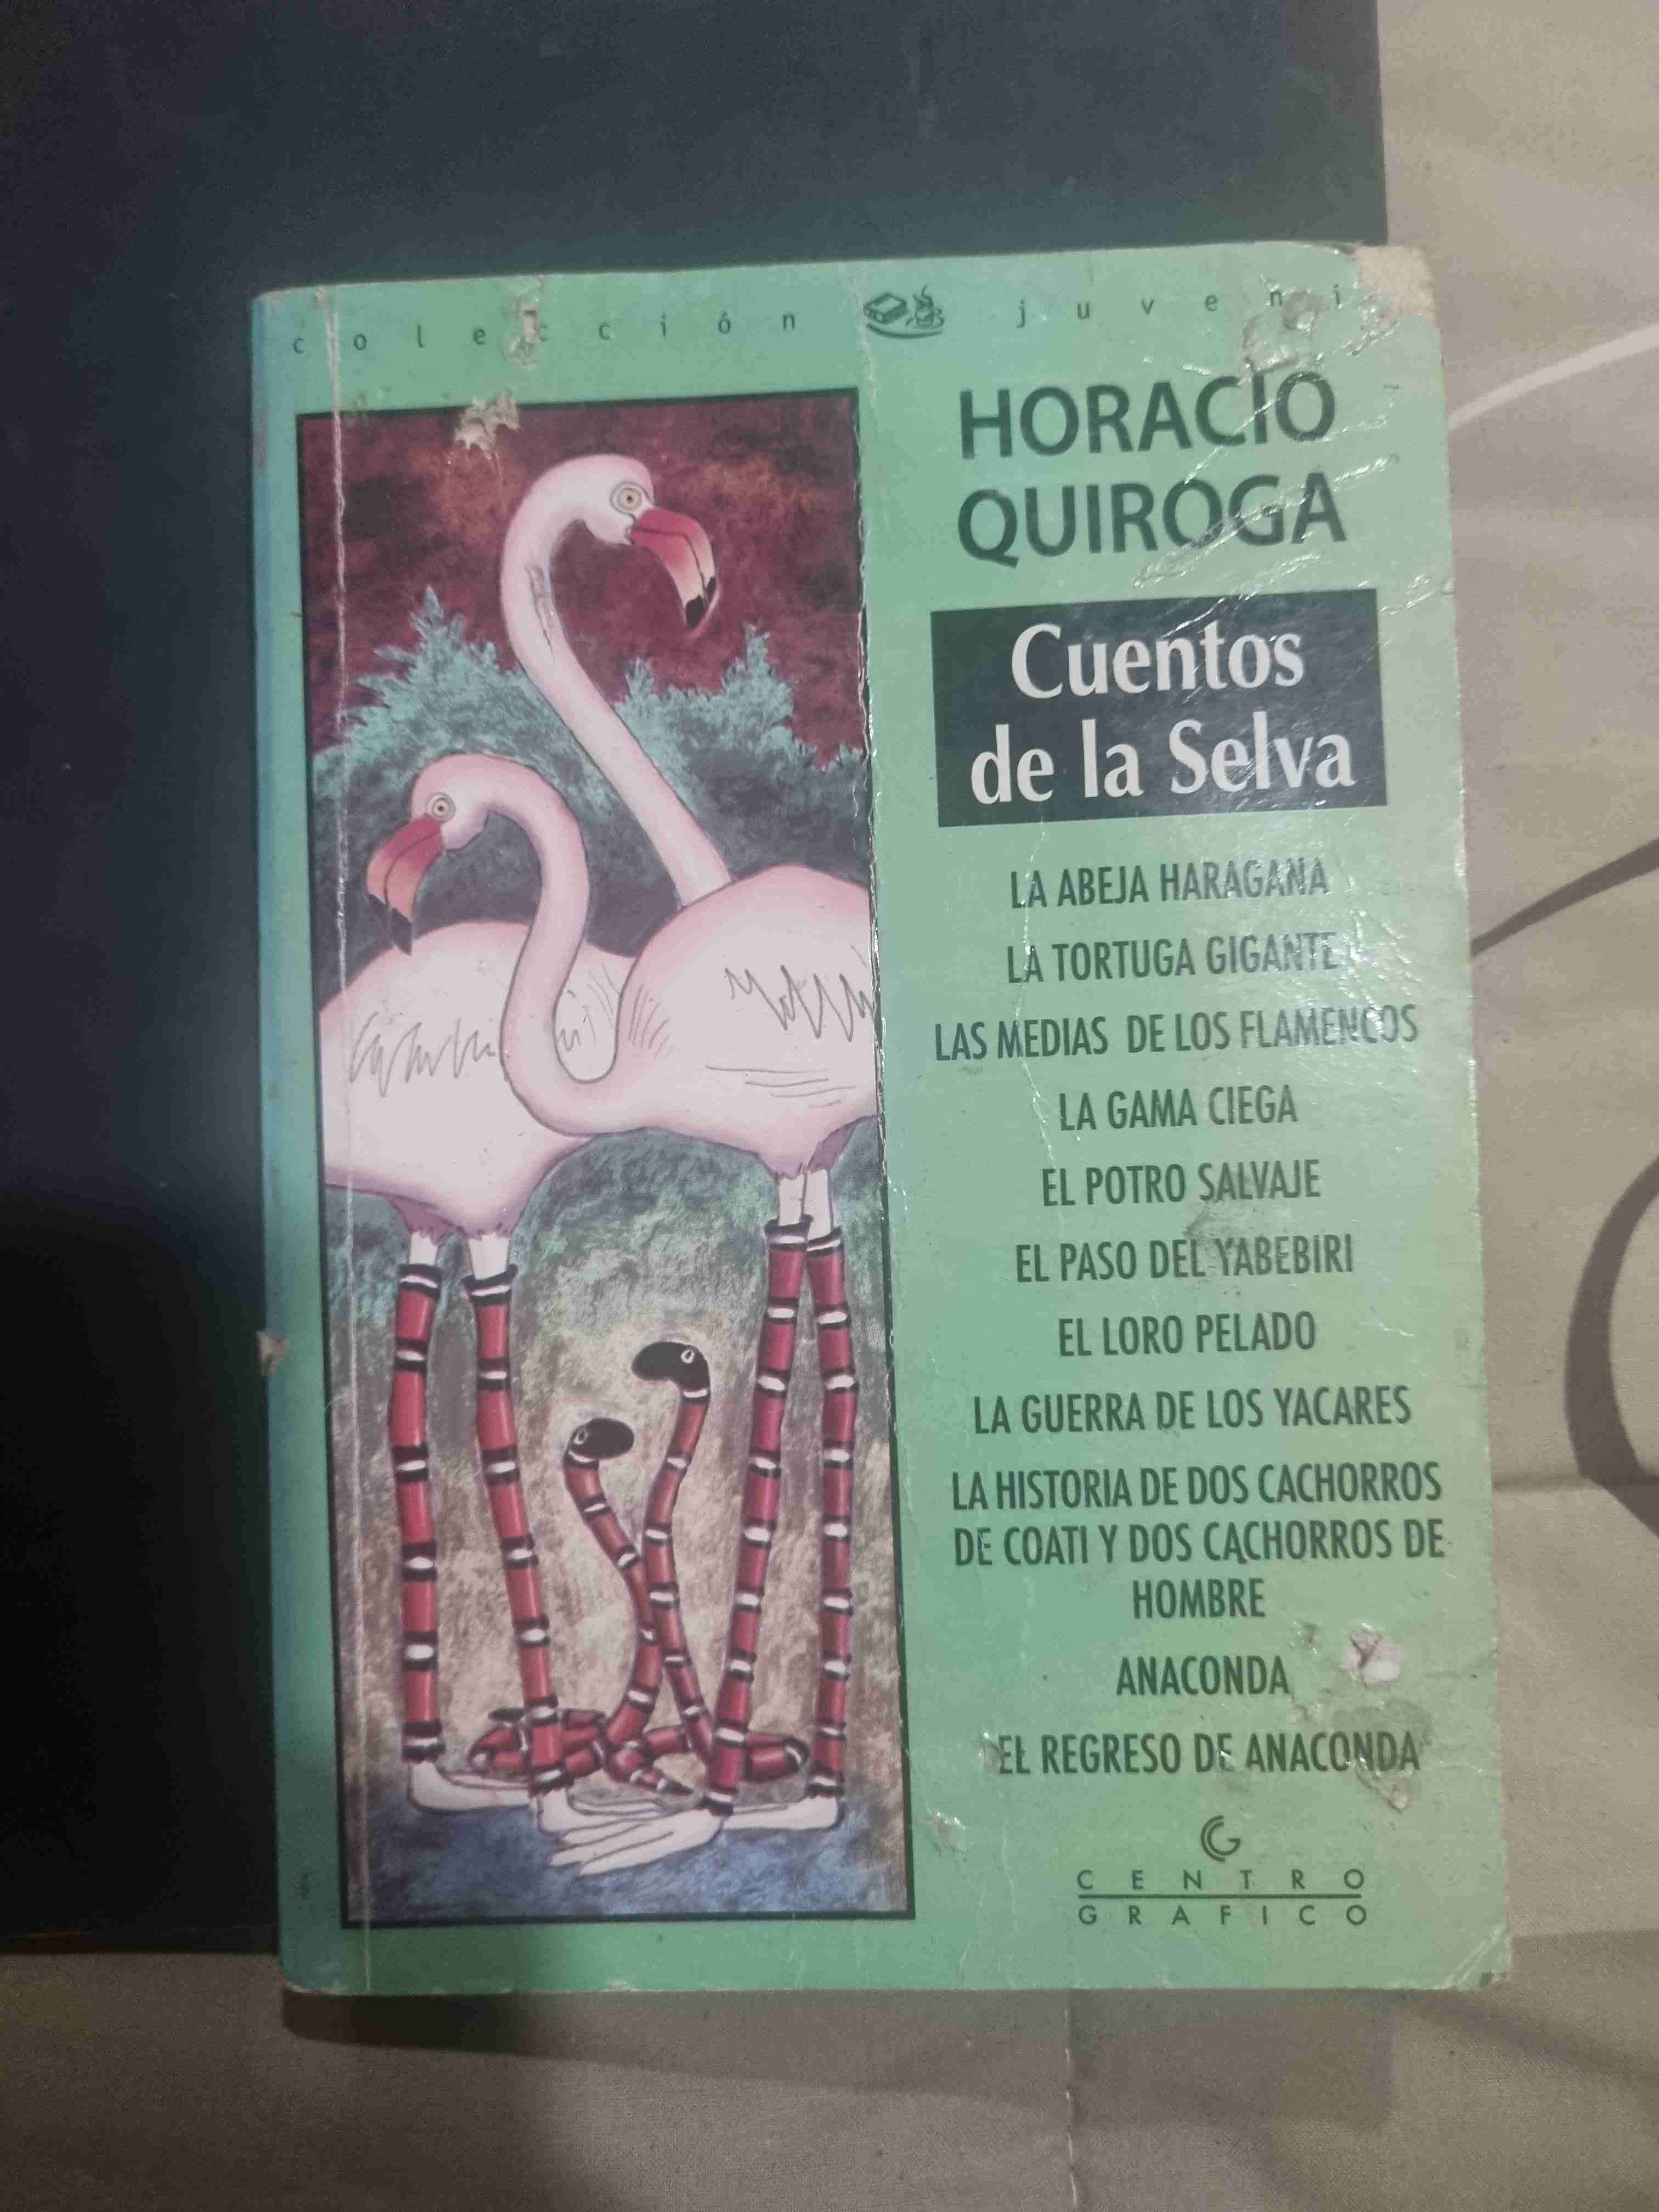 colección juveni
HORACIO
QUIROGA
Cuentos
de la Selva
LA ABEJA HARAGANA
LA TORTUGA GIGANTE
LAS MEDIAS DE LOS FLAMENCOS
LA GAMA CIEGA
EL POTRO SALVAJE
EL PASO DEL YABEBIRI
EL LORO PELADO
LA GUERRA DE LOS YACARES
LA HISTORIA DE DOS CACHORROS
DE COATI Y DOS CACHORROS DE
HOMBRE
ANACONDA
EL REGRESO DE ANACONDA
CENTRO
GRAFICO